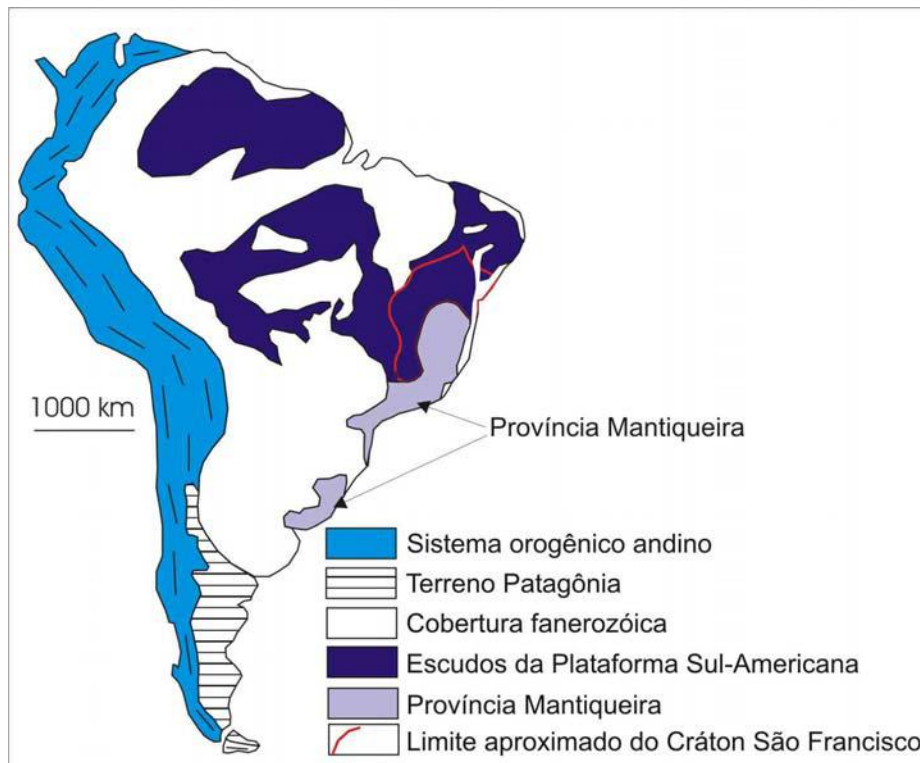 1000 km
Província Mantiqueira
Sistema orogênico andino
Terreno Patagônia
Cobertura fanerozóica
Escudos da Plataforma Sul-Americana
Província Mantiqueira
Limite aproximado do Cráton São Francisco